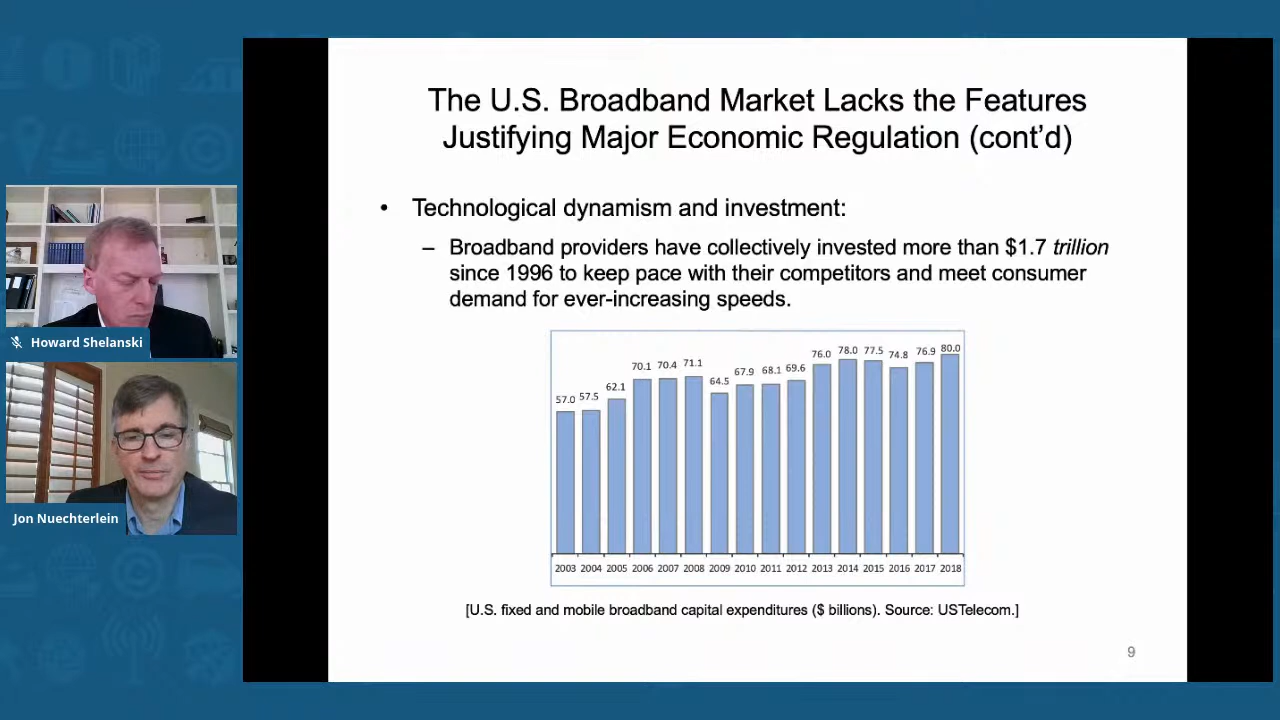 The U.S. Broadband Market Lacks the Features
Justifying Major Economic Regulation (cont’d)
• Technological dynamism and investment:
– Broadband providers have collectively invested more than $1.7 trillion
since 1996 to keep pace with their competitors and meet consumer
demand for ever-increasing speeds.
57.0 57.5 62.1 70.1 70.4 71.1 64.5 67.9 68.1 69.6 76.0 78.0 77.5 74.8 76.9 80.0
2003 2004 2005 2006 2007 2008 2009 2010 2011 2012 2013 2014 2015 2016 2017 2018
[U.S. fixed and mobile broadband capital expenditures ($ billions). Source: USTelecom.]
9
Howard Shelanski
Jon Nuechterlein